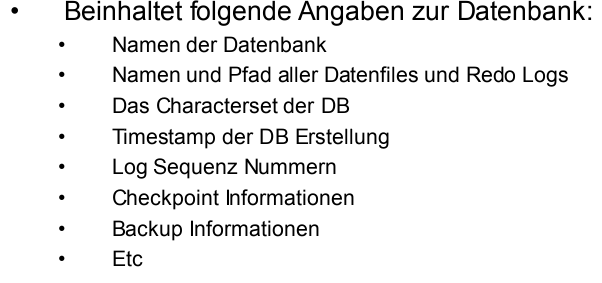 • Beinhaltet folgende Angaben zur Datenbank:
• Namen der Datenbank
• Namen und Pfad aller Datenfiles und Redo Logs
• Das Characterset der DB
• Timestamp der DB Erstellung
• Log Sequenz Nummern
• Checkpoint Informationen
• Backup Informationen
• Etc